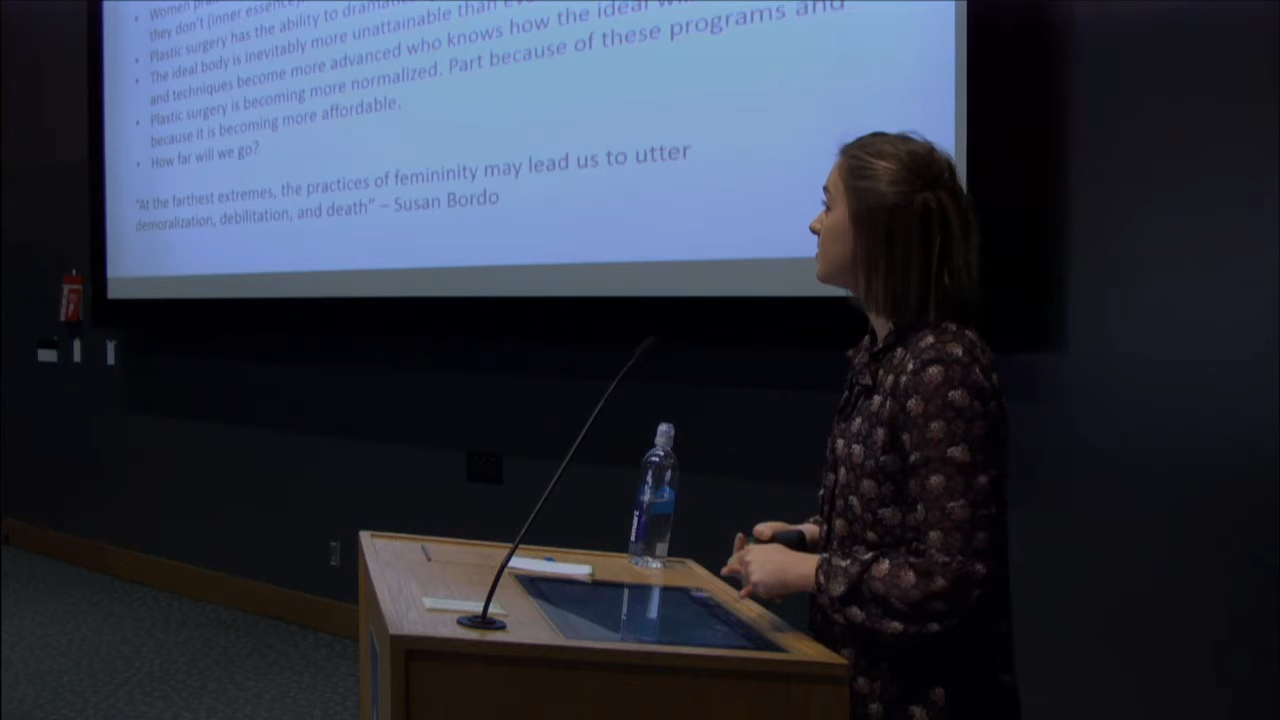 • Women
they don't (inner essence).
• Plastic surgery has the ability to
• The ideal body is inevitably more unattainable than
and techniques become more advanced who knows how the ideal
• Plastic surgery is becoming more normalized. Part because of these programs and
because it is becoming more affordable.
• How far will we go?
"At the farthest extremes, the practices of femininity may lead us to utter
demoralization, debilitation, and death" – Susan Bordo